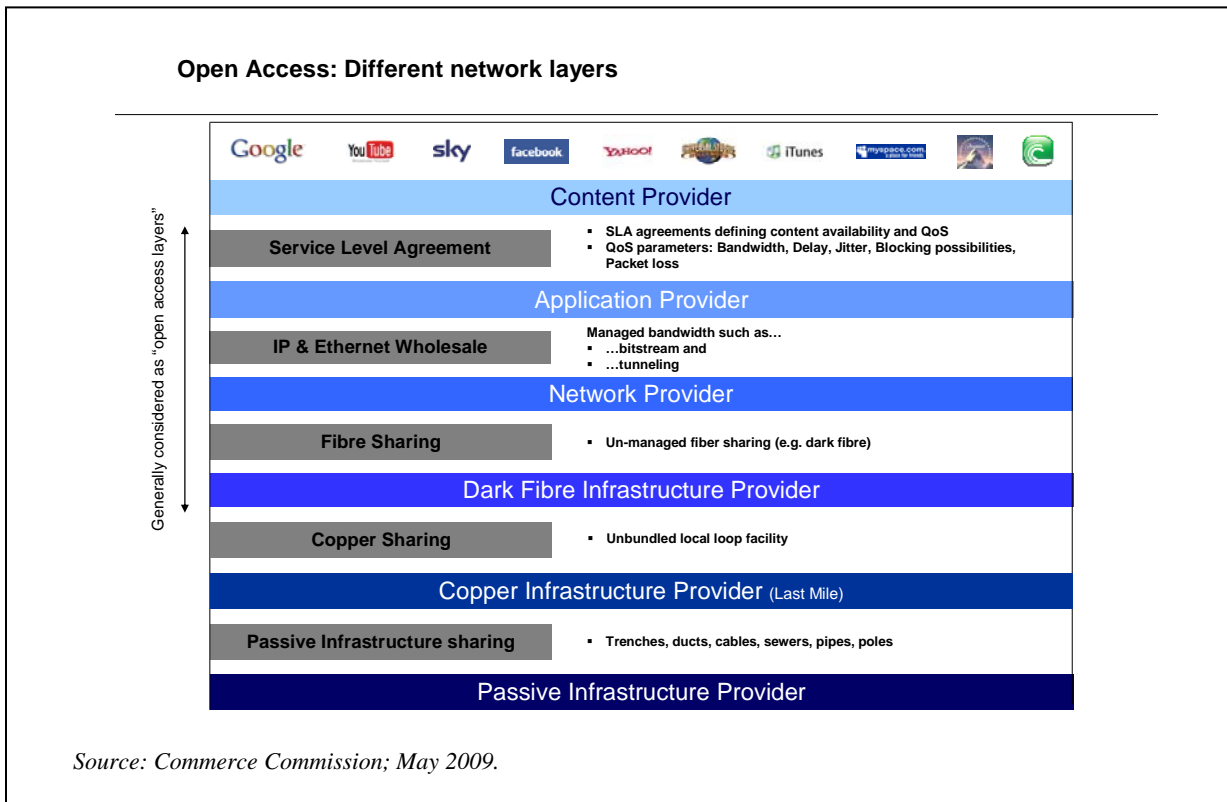 Open Access: Different network layers
Google YouTube sky facebook YAHOO! UNIVERSAL iTunes myspace.com
a place for friends
Content Provider
Generally considered as “open access layers”
Service Level Agreement
▪ SLA agreements defining content availability and QoS
▪ QoS parameters: Bandwidth, Delay, Jitter, Blocking possibilities,
Packet loss
Application Provider
IP & Ethernet Wholesale
Managed bandwidth such as…
▪ …bitstream and
▪ …tunneling
Network Provider
Fibre Sharing
▪ Un-managed fiber sharing (e.g. dark fibre)
Dark Fibre Infrastructure Provider
Copper Sharing
▪ Unbundled local loop facility
Copper Infrastructure Provider (Last Mile)
Passive Infrastructure sharing
▪ Trenches, ducts, cables, sewers, pipes, poles
Passive Infrastructure Provider
Source: Commerce Commission; May 2009.